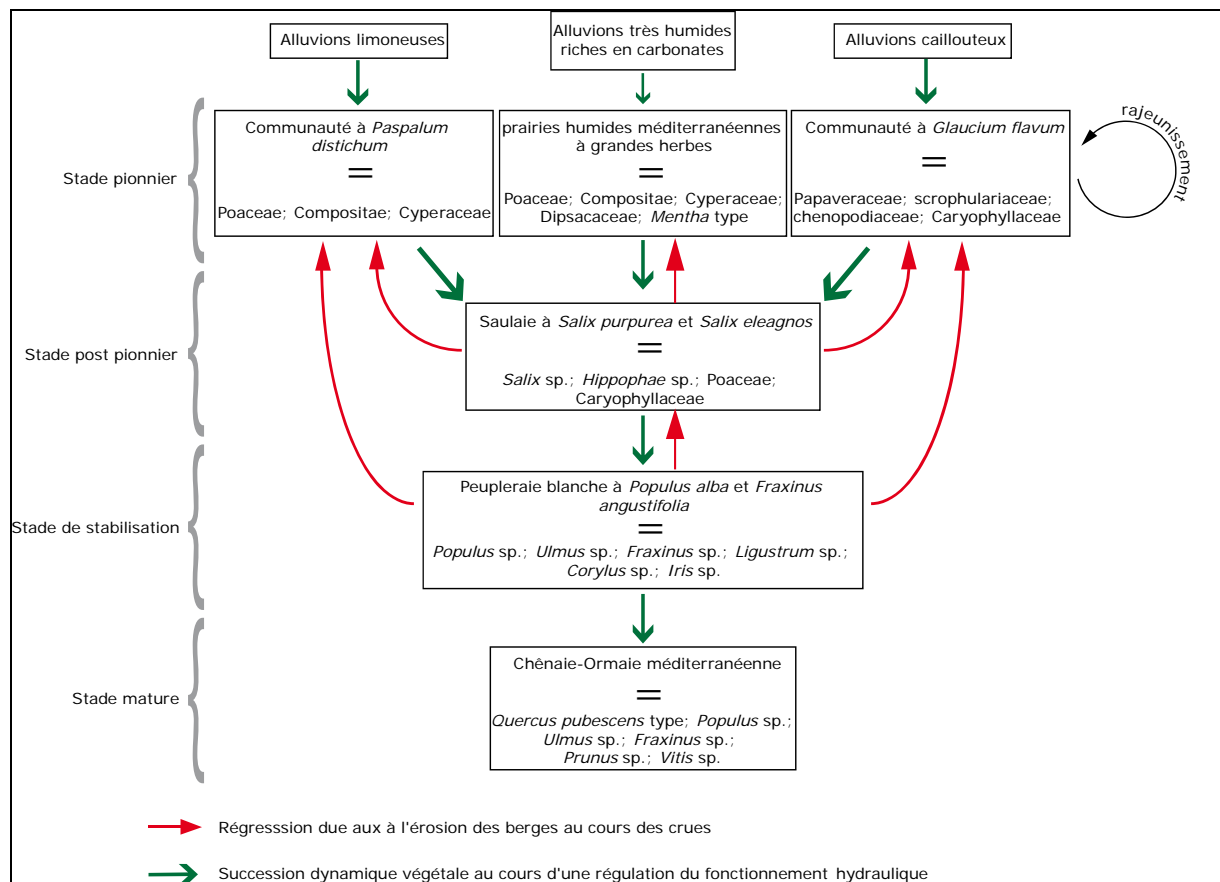 Alluvions limoneuses
Alluvions très humides
riches en carbonates
Alluvions caillouteux
Stade pionnier
Communauté à Paspalum
distichum
=
Poaceae; Compositae; Cyperaceae
prairies humides méditerranéennes
à grandes herbes
=
Poaceae; Compositae; Cyperaceae;
Dipsacaceae; Mentha type
Communauté à Glaucium flavum
=
Papaveraceae; scrophulariaceae;
chenopodiaceae; Caryophyllaceae
rajeunissement
Stade post pionnier
Saulaie à Salix purpurea et Salix eleagnos
=
Salix sp.; Hippophae sp.; Poaceae;
Caryophyllaceae
Stade de stabilisation
Peupleraie blanche à Populus alba et Fraxinus
angustifolia
=
Populus sp.; Ulmus sp.; Fraxinus sp.; Ligustrum sp.;
Corylus sp.; Iris sp.
Stade mature
Chênaie-Ormaie méditerranéenne
=
Quercus pubescens type; Populus sp.;
Ulmus sp.; Fraxinus sp.;
Prunus sp.; Vitis sp.
Régresssion due aux à l'érosion des berges au cours des crues
Succession dynamique végétale au cours d'une régulation du fonctionnement hydraulique